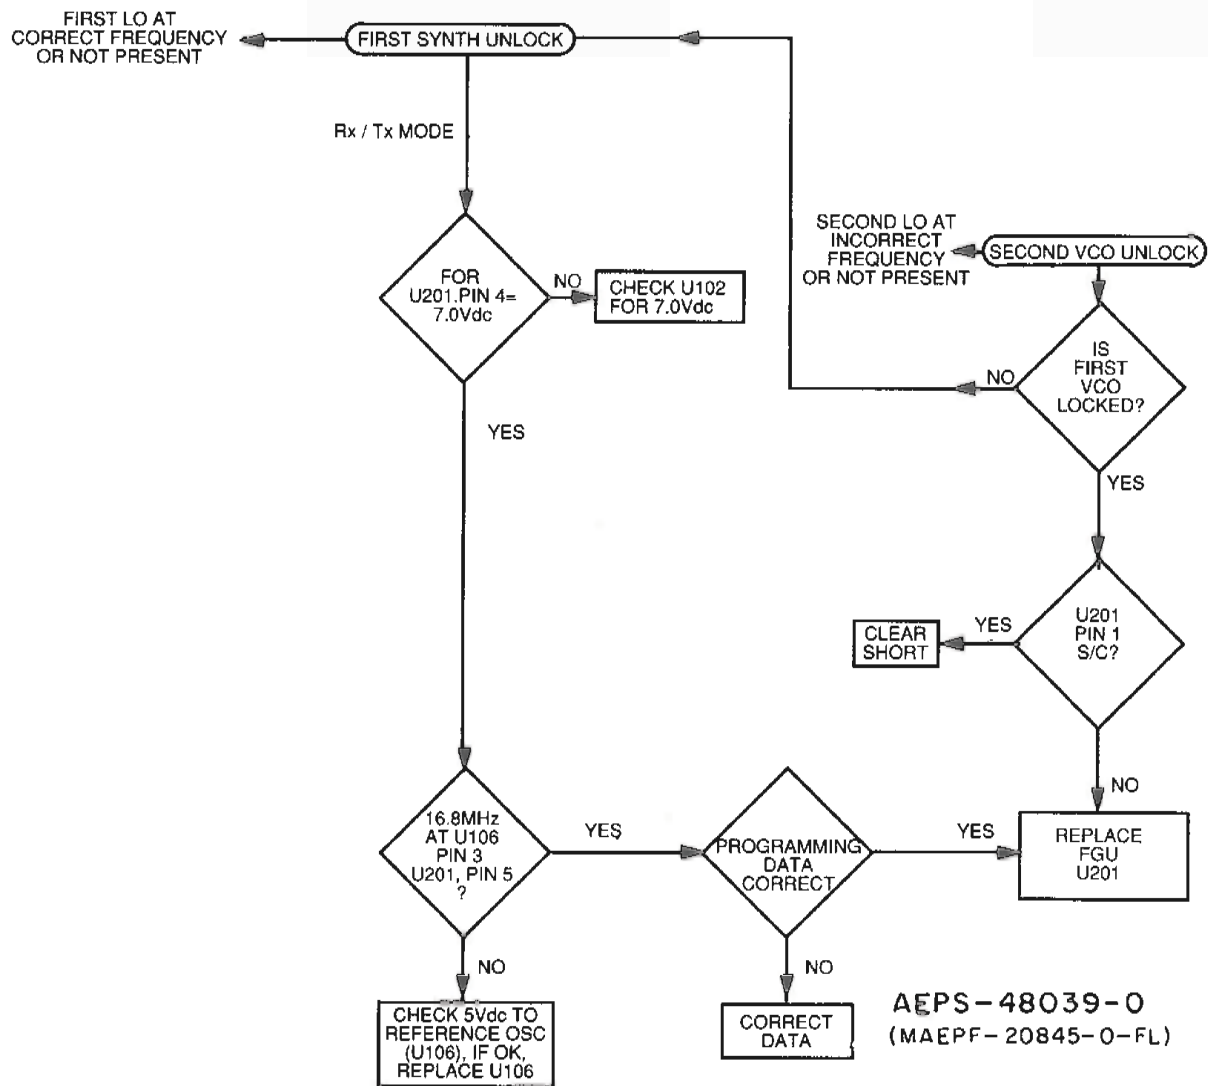 FIRST LO AT
CORRECT FREQUENCY
OR NOT PRESENT
FIRST SYNTH UNLOCK
Rx / Tx MODE
FOR
U201.PIN 4=
7.0Vdc
NO
CHECK U102
FOR 7.0Vdc
YES
SECOND LO AT
INCORRECT
FREQUENCY
OR NOT PRESENT
SECOND VCO UNLOCK
IS
FIRST
VCO
LOCKED?
NO
YES
U201
PIN 1
S/C?
YES
CLEAR
SHORT
NO
16.8MHz
AT U106
PIN 3
U201, PIN 5
?
YES
PROGRAMMING
DATA
CORRECT
YES
REPLACE
FGU
U201
NO
CHECK 5Vdc TO
REFERENCE OSC
(U106), IF OK,
REPLACE U106
NO
CORRECT
DATA
AEPS-48039-O
(MAEPF-20845-O-FL)